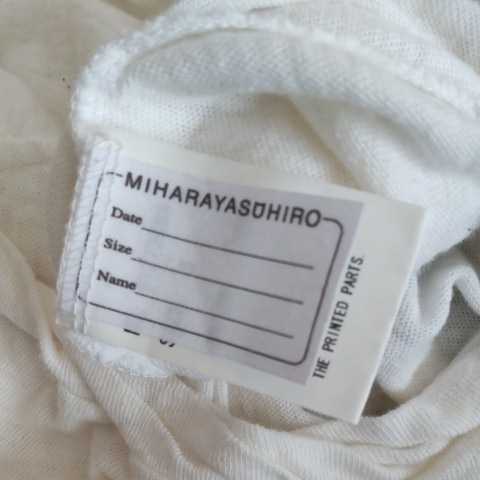 MIHARAYASUHIRO
Date
Size
Name
THE PRINTED PARTS.